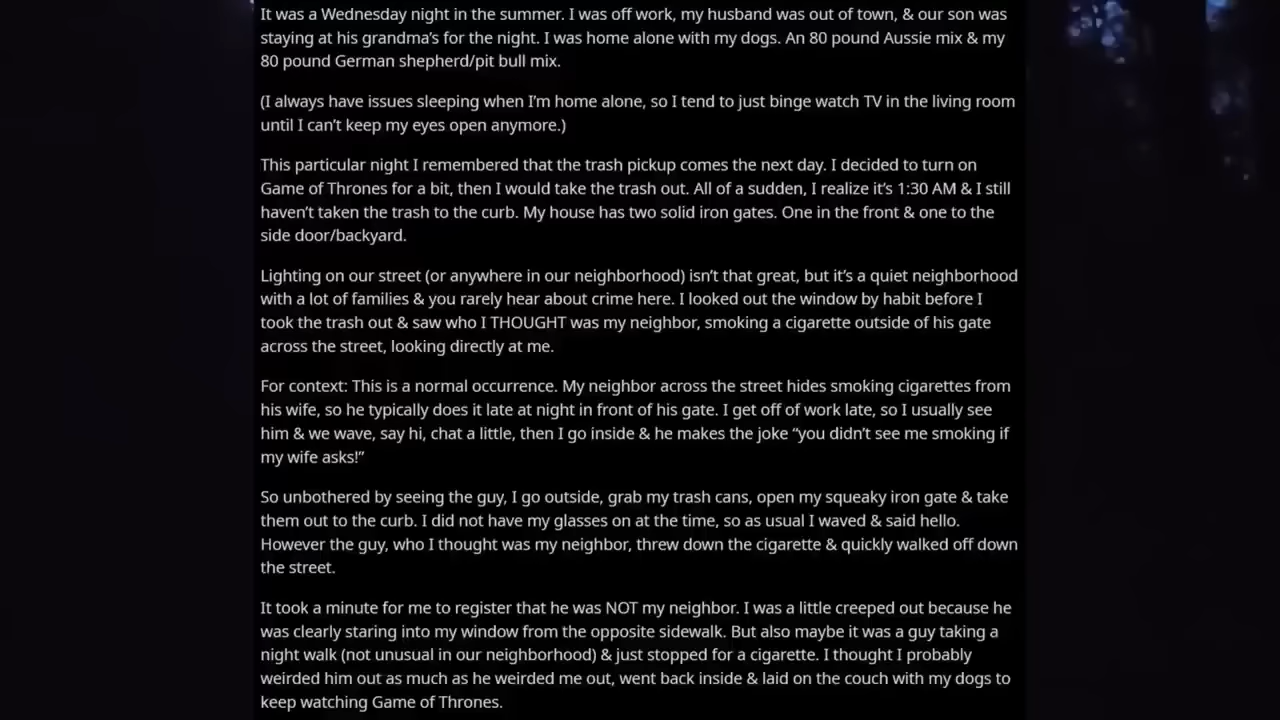 It was a Wednesday night in the summer. I was off work, my husband was out of town, & our son was
staying at his grandma’s for the night. I was home alone with my dogs. An 80 pound Aussie mix & my
80 pound German shepherd/pit bull mix.
(I always have issues sleeping when I’m home alone, so I tend to just binge watch TV in the living room
until I can’t keep my eyes open anymore.)
This particular night I remembered that the trash pickup comes the next day. I decided to turn on
Game of Thrones for a bit, then I would take the trash out. All of a sudden, I realize it’s 1:30 AM & I still
haven’t taken the trash to the curb. My house has two solid iron gates. One in the front & one to the
side door/backyard.
Lighting on our street (or anywhere in our neighborhood) isn’t that great, but it’s a quiet neighborhood
with a lot of families & you rarely hear about crime here. I looked out the window by habit before I
took the trash out & saw who I THOUGHT was my neighbor, smoking a cigarette outside of his gate
across the street, looking directly at me.
For context: This is a normal occurrence. My neighbor across the street hides smoking cigarettes from
his wife, so he typically does it late at night in front of his gate. I get off of work late, so I usually see
him & we wave, say hi, chat a little, then I go inside & he makes the joke “you didn’t see me smoking if
my wife asks!”
So unbothered by seeing the guy, I go outside, grab my trash cans, open my squeaky iron gate & take
them out to the curb. I did not have my glasses on at the time, so as usual I waved & said hello.
However the guy, who I thought was my neighbor, threw down the cigarette & quickly walked off down
the street.
It took a minute for me to register that he was NOT my neighbor. I was a little creeped out because he
was clearly staring into my window from the opposite sidewalk. But also maybe it was a guy taking a
night walk (not unusual in our neighborhood) & just stopped for a cigarette. I thought I probably
weirded him out as much as he weirded me out, went back inside & laid on the couch with my dogs to
keep watching Game of Thrones.